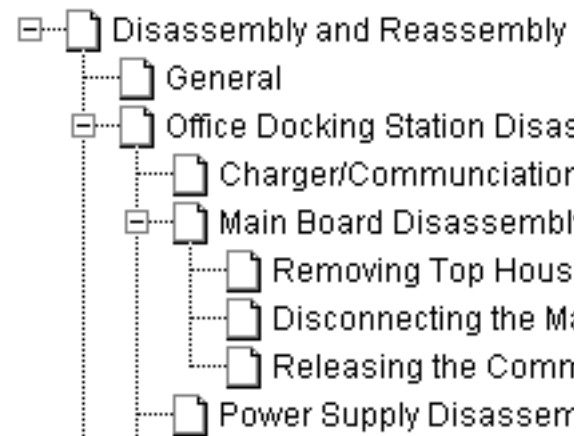 Disassembly and Reassembly
General
Office Docking Station Disas
Charger/Communciation
Main Board Disassembl
Removing Top Hous
Disconnecting the Ma
Releasing the Comm
Power Supply Disassem